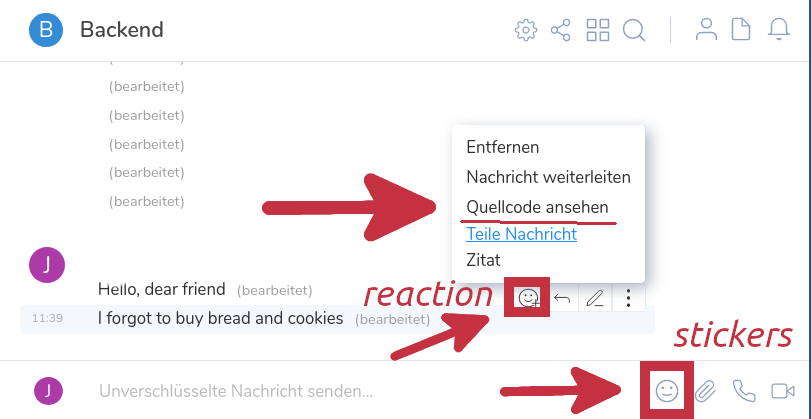 B Backend
(bearbeitet)
(bearbeitet)
(bearbeitet)
(bearbeitet)
(bearbeitet)
(bearbeitet)
Entfernen
Nachricht weiterleiten
Quellcode ansehen
Teile Nachricht
Zitat
J
Hello, dear friend (bearbeitet)
reaction
11:39 I forgot to buy bread and cookies (bearbeitet)
stickers
J Unverschlüsselte Nachricht senden...